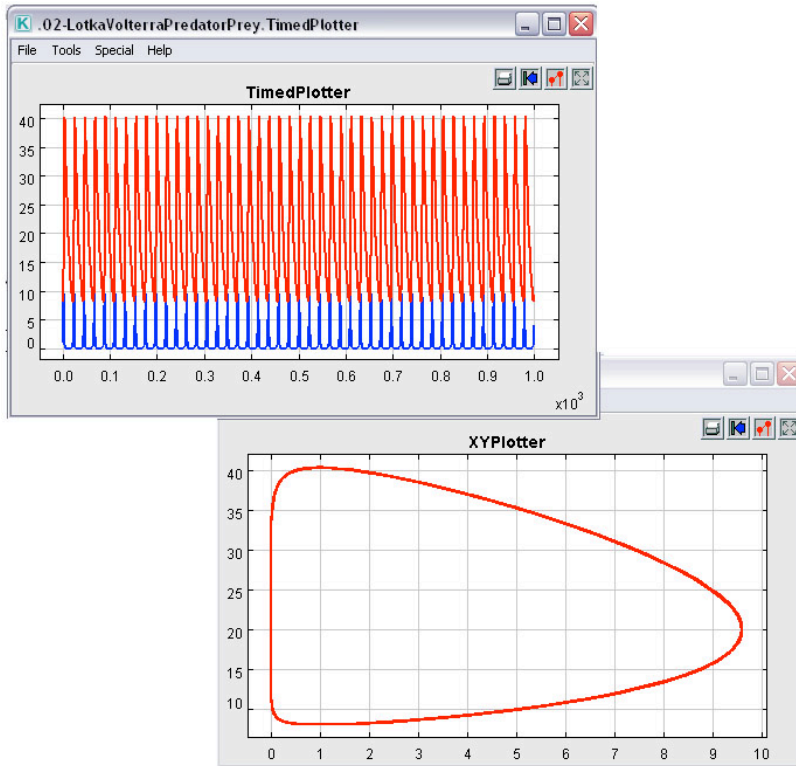 .02-LotkaVolterraPredatorPrey.TimedPlotter
File Tools Special Help
TimedPlotter
40
35
30
25
20
15
10
5
0
0.0 0.1 0.2 0.3 0.4 0.5 0.6 0.7 0.8 0.9 1.0
x10³
XYPlotter
40
35
30
25
20
15
10
0 1 2 3 4 5 6 7 8 9 10